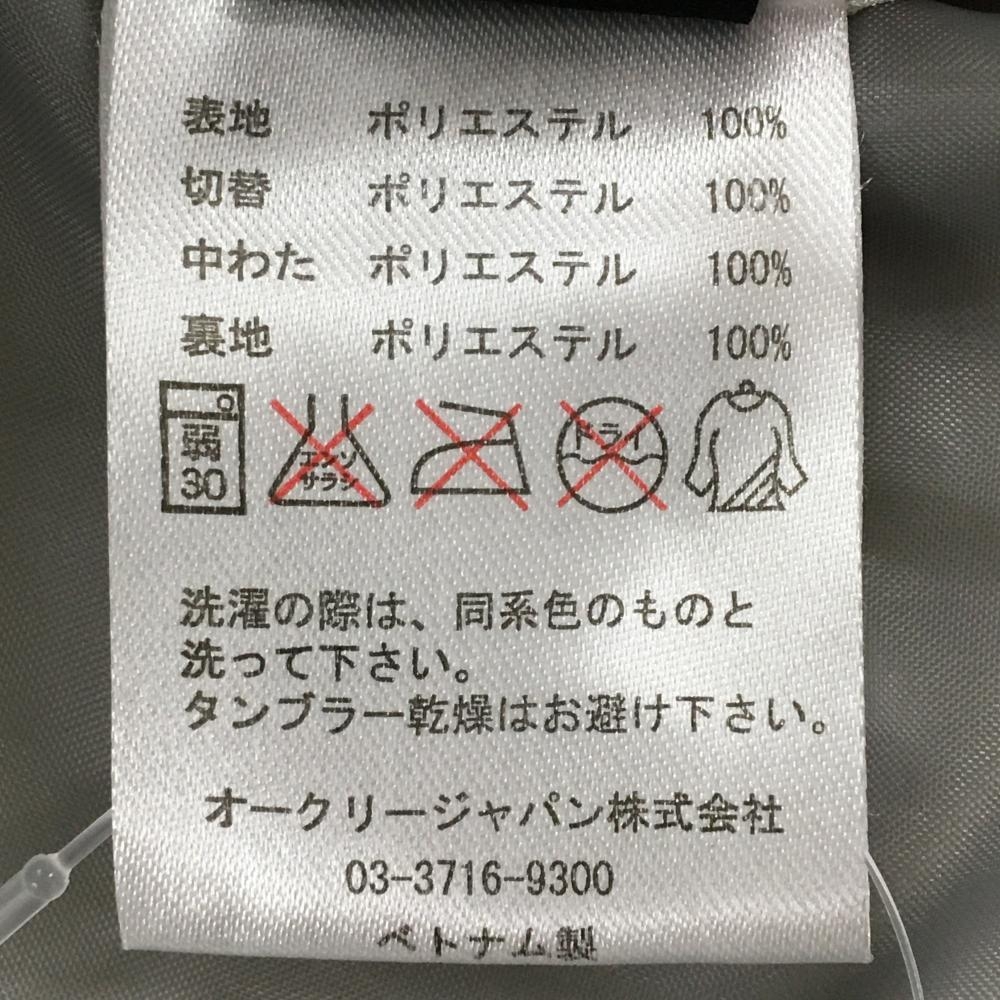 表地 ポリエステル 100%
切替 ポリエステル 100%
中わた ポリエステル 100%
裏地 ポリエステル 100%
弱
30
エンソ
サラシ
ドライ
洗濯の際は、同系色のものと
洗って下さい。
タンブラー乾燥はお避け下さい。
オークリージャパン株式会社
03-3716-9300
ベトナム製